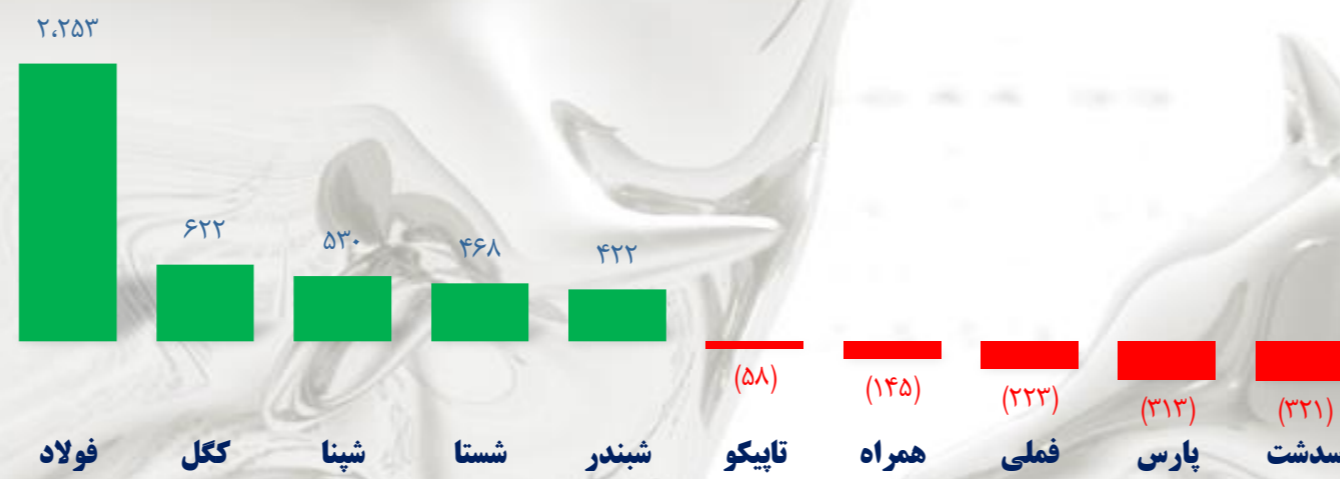 ۲،۲۵۳
۶۲۲
۵۳۰
۴۶۸
۴۲۲
(۵۸)
(۱۴۵)
(۲۲۳)
(۳۱۳)
(۳۲۱)
فولاد
کگل
شپنا
شستا
شبندر
تاپیکو
همراه
فملی
پارس
سدشت